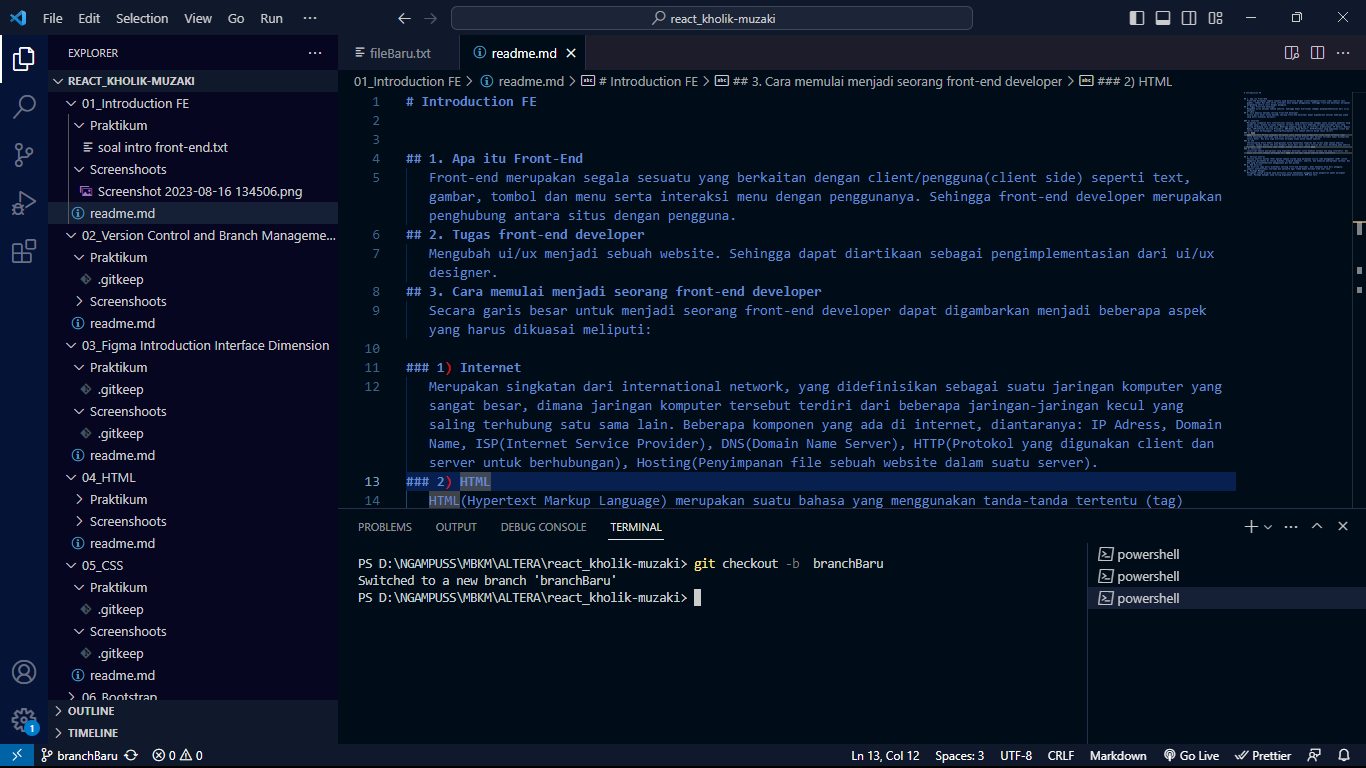 File Edit Selection View Go Run ···
react_kholik-muzaki
EXPLORER ···
fileBaru.txt
readme.md
REACT_KHOLIK-MUZAKI
01_Introduction FE
Praktikum
soal intro front-end.txt
Screenshoots
Screenshot 2023-08-16 134506.png
readme.md
02_Version Control and Branch Manageme...
Praktikum
.gitkeep
Screenshoots
readme.md
03_Figma Introduction Interface Dimension
Praktikum
.gitkeep
Screenshoots
.gitkeep
readme.md
04_HTML
Praktikum
Screenshoots
readme.md
05_CSS
Praktikum
.gitkeep
Screenshoots
.gitkeep
readme.md
06_Bootstrap
OUTLINE
TIMELINE
01_Introduction FE > readme.md > # Introduction FE > ## 3. Cara memulai menjadi seorang front-end developer > ### 2) HTML
1 # Introduction FE
2
3
4 ## 1. Apa itu Front-End
5 Front-end merupakan segala sesuatu yang berkaitan dengan client/pengguna(client side) seperti text,
gambar, tombol dan menu serta interaksi menu dengan penggunanya. Sehingga front-end developer merupakan
penghubung antara situs dengan pengguna.
6 ## 2. Tugas front-end developer
7 Mengubah ui/ux menjadi sebuah website. Sehingga dapat diartikaan sebagai pengimplementasian dari ui/ux
designer.
8 ## 3. Cara memulai menjadi seorang front-end developer
9 Secara garis besar untuk menjadi seorang front-end developer dapat digambarkan menjadi beberapa aspek
yang harus dikuasai meliputi:
10
11 ### 1) Internet
12 Merupakan singkatan dari international network, yang didefinisikan sebagai suatu jaringan komputer yang
sangat besar, dimana jaringan komputer tersebut terdiri dari beberapa jaringan-jaringan kecul yang
saling terhubung satu sama lain. Beberapa komponen yang ada di internet, diantaranya: IP Adress, Domain
Name, ISP(Internet Service Provider), DNS(Domain Name Server), HTTP(Protokol yang digunakan client dan
server untuk berhubungan), Hosting(Penyimpanan file sebuah website dalam suatu server).
13 ### 2) HTML
14 HTML(Hypertext Markup Language) merupakan suatu bahasa yang menggunakan tanda-tanda tertentu (tag)
PROBLEMS OUTPUT DEBUG CONSOLE TERMINAL
PS D:\NGAMPUSS\MBKM\ALTERA\react_kholik-muzaki> git checkout -b  branchBaru
Switched to a new branch 'branchBaru'
PS D:\NGAMPUSS\MBKM\ALTERA\react_kholik-muzaki>
powershell
powershell
powershell
1
branchBaru 0 0 Ln 13, Col 12 Spaces: 3 UTF-8 CRLF Markdown Go Live Prettier